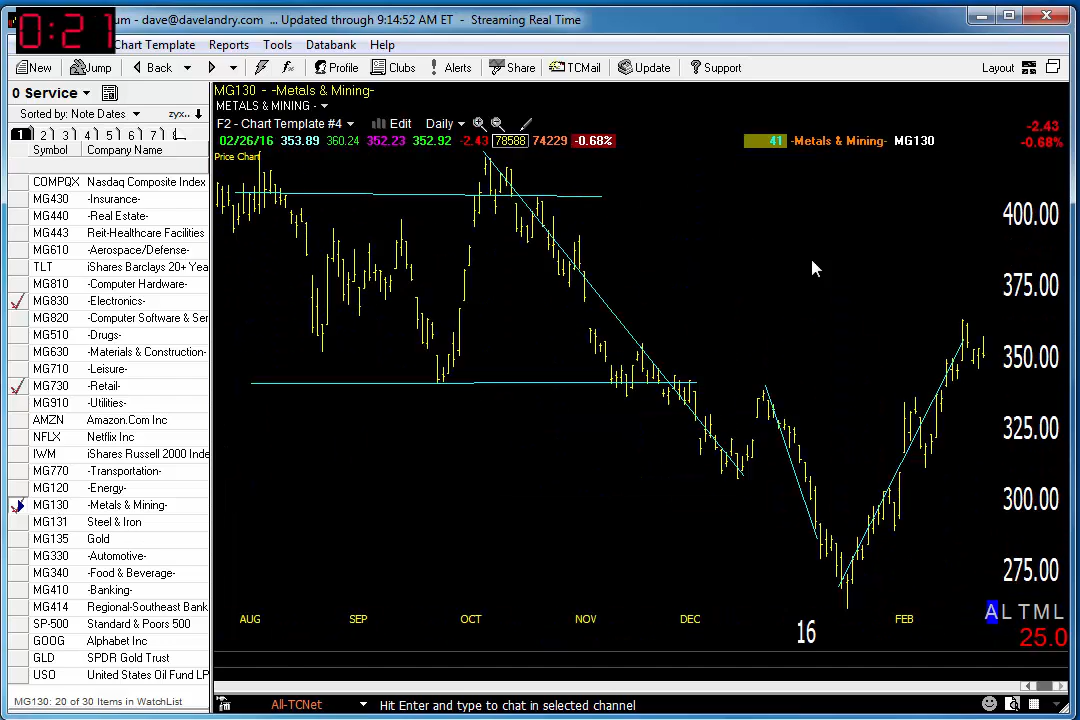 0:21
um - dave@davelandry.com ... Updated through 9:14:52 AM ET - Streaming Real Time
Chart Template Reports Tools Databank Help
New Jump Back Profile Clubs Alerts Share TCMail Update Support Layout
0 Service
Sorted by: Note Dates zyx..
1 2 3 4 5 6 7
Symbol Company Name
COMPQX Nasdaq Composite Index
MG430 -Insurance-
MG440 -Real Estate-
MG443 Reit-Healthcare Facilities
MG610 -Aerospace/Defense-
TLT iShares Barclays 20+ Yea
MG810 -Computer Hardware-
MG830 -Electronics-
MG820 -Computer Software & Ser
MG510 -Drugs-
MG630 -Materials & Construction-
MG710 -Leisure-
MG730 -Retail-
MG910 -Utilities-
AMZN Amazon.Com Inc
NFLX Netflix Inc
IWM iShares Russell 2000 Inde
MG770 -Transportation-
MG120 -Energy-
MG130 -Metals & Mining-
MG131 Steel & Iron
MG135 Gold
MG330 -Automotive-
MG340 -Food & Beverage-
MG410 -Banking-
MG414 Regional-Southeast Bank
SP-500 Standard & Poors 500
GOOG Alphabet Inc
GLD SPDR Gold Trust
USO United States Oil Fund LP
MG130: 20 of 30 Items in WatchList
MG130 - -Metals & Mining-
METALS & MINING -
F2 - Chart Template #4 Edit Daily
02/26/16 353.89 360.24 352.23 352.92 -2.43 78588 74229 -0.68%
41 -Metals & Mining- MG130
-2.43
-0.68%
Price Chart
400.00
375.00
350.00
325.00
300.00
275.00
A L T M L
25.0
AUG SEP OCT NOV DEC 16 FEB
All-TCNet Hit Enter and type to chat in selected channel